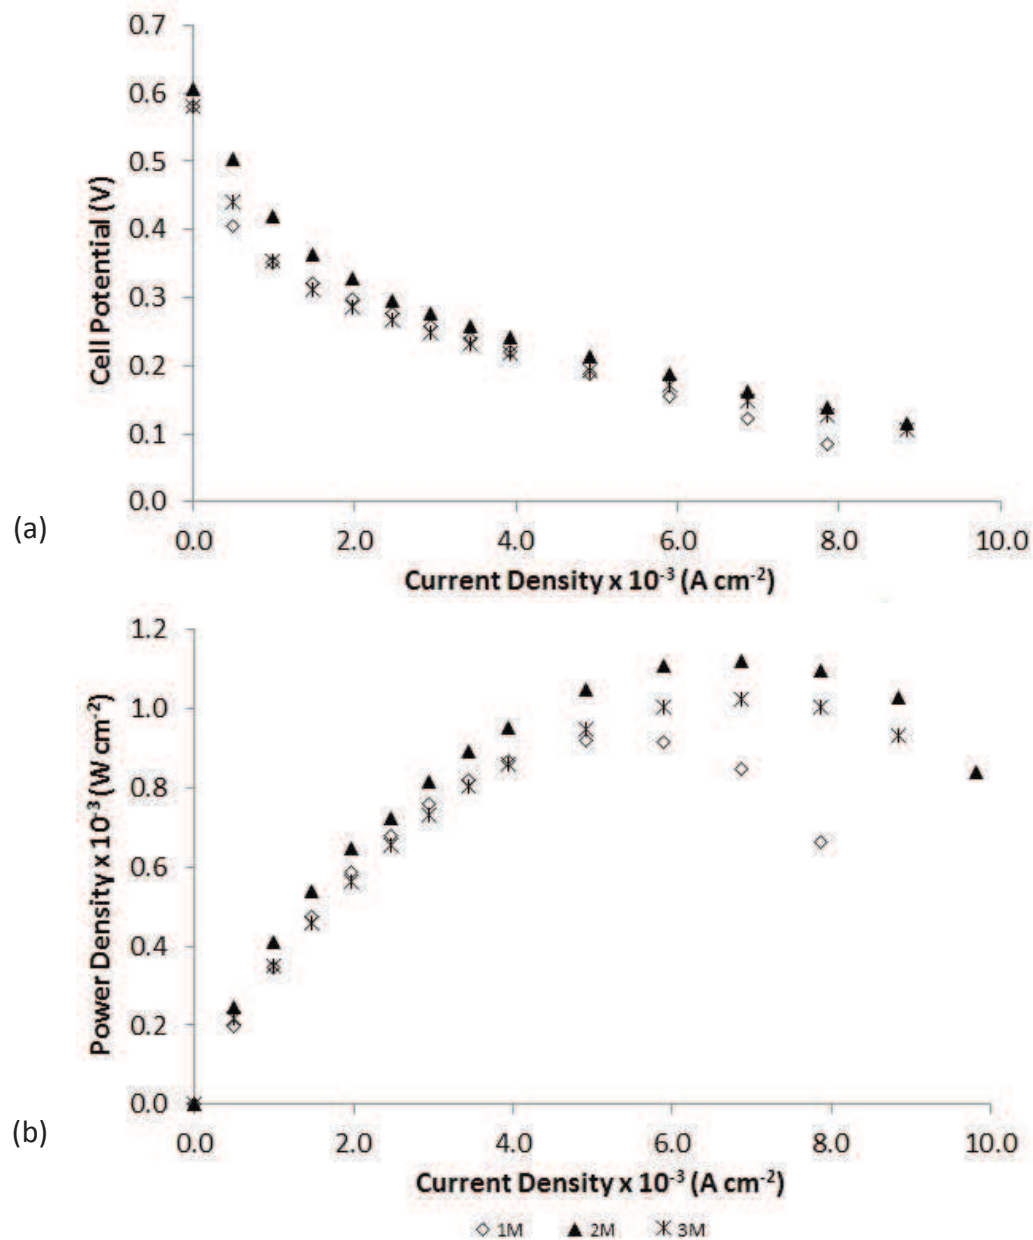 0.7
0.6
0.5
0.4
0.3
0.2
0.1
0.0
Cell Potential (V)
(a)
0.0 2.0 4.0 6.0 8.0 10.0
Current Density x 10⁻³ (A cm⁻²)
1.2
1.0
0.8
0.6
0.4
0.2
0.0
Power Density x 10⁻³ (W cm⁻²)
(b)
0.0 2.0 4.0 6.0 8.0 10.0
Current Density x 10⁻³ (A cm⁻²)
1M 2M 3M